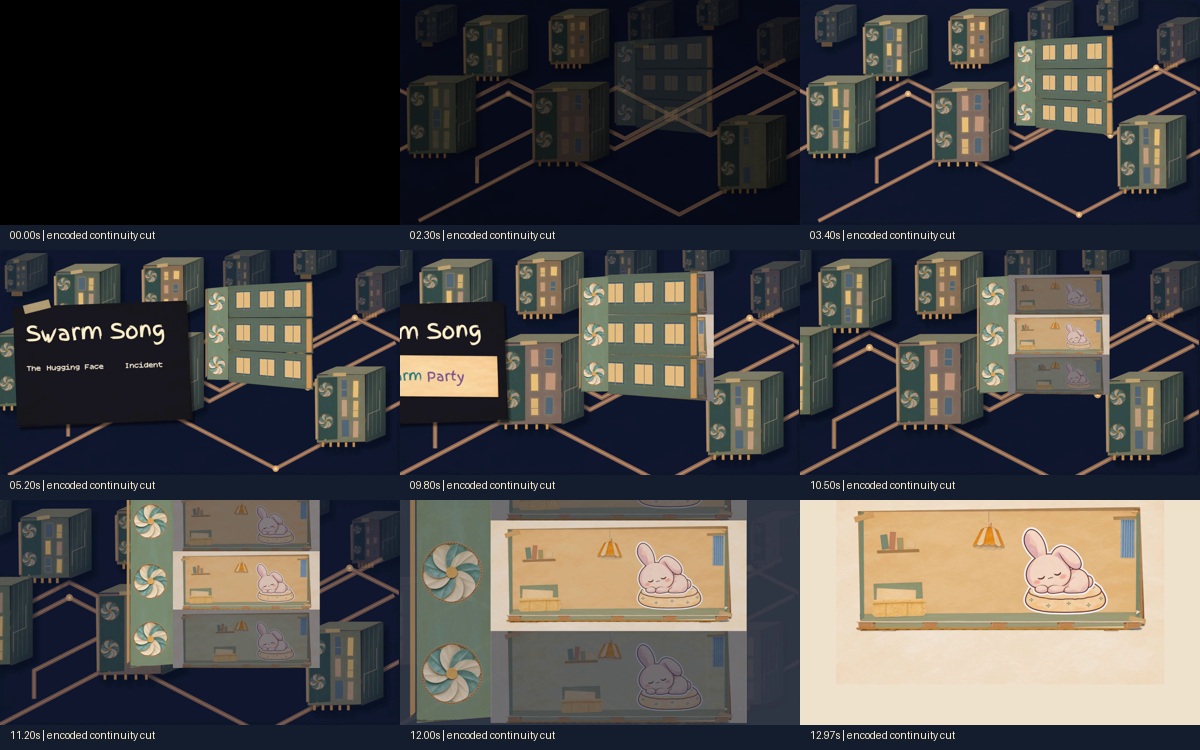 00.00s | encoded continuity cut
02.30s | encoded continuity cut
03.40s | encoded continuity cut
Swarm Song
The Hugging Face Incident
05.20s | encoded continuity cut
m Song
rm Party
09.80s | encoded continuity cut
10.50s | encoded continuity cut
11.20s | encoded continuity cut
12.00s | encoded continuity cut
12.97s | encoded continuity cut